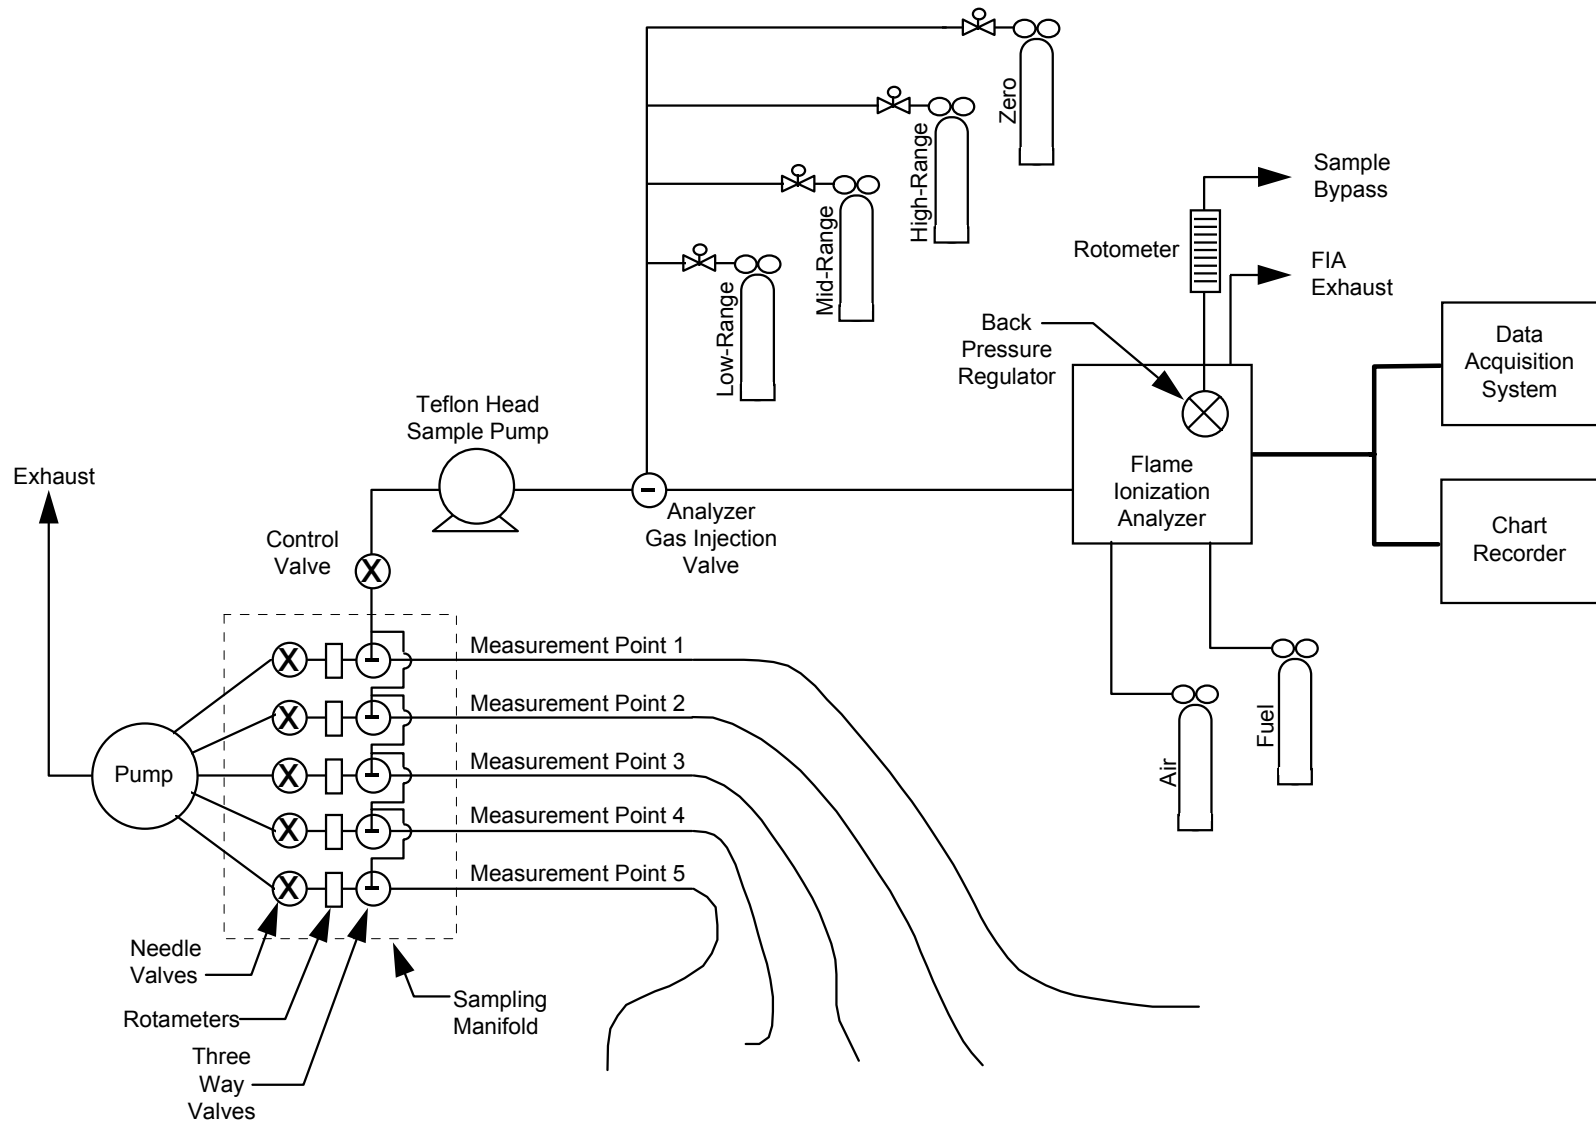 Zero
High-Range
Mid-Range
Low-Range
Sample
Bypass
Rotometer
FIA
Exhaust
Back
Pressure
Regulator
Data
Acquisition
System
Teflon Head
Sample Pump
Exhaust
Flame
Ionization
Analyzer
Analyzer
Gas Injection
Valve
Chart
Recorder
Control
Valve
X
Measurement Point 1
X
Measurement Point 2
X
Measurement Point 3
X
Pump
Measurement Point 4
X
Measurement Point 5
X
Fuel
Air
Needle
Valves
Sampling
Manifold
Rotameters
Three
Way
Valves